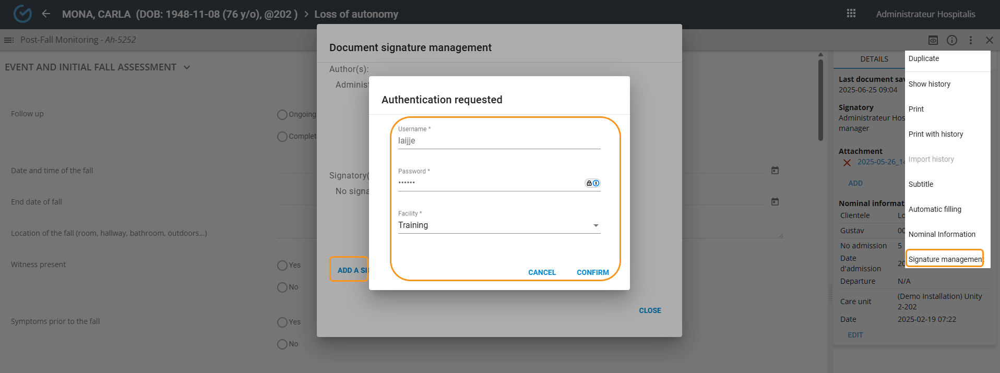 MONA, CARLA (DOB: 1948-11-08 (76 y/o), @202 ) > Loss of autonomy
Administrateur Hospitalis
Post-Fall Monitoring - Ah-5252
EVENT AND INITIAL FALL ASSESSMENT
Follow up
Ongoing
Complet
Date and time of the fall
End date of fall
Location of the fall (room, hallway, bathroom, outdoors...)
Witness present
Yes
No
Symptoms prior to the fall
Yes
No
Document signature management
Author(s):
Administ
Signatory(
No signa
ADD A SI
CLOSE
Authentication requested
Username *
laijje
Password *
••••••
Facility *
Training
CANCEL
CONFIRM
DETAILS
Last document sav
2025-06-25 09:04
Signatory
Administrateur Hos
manager
Attachment
2025-05-26_14
ADD
Nominal informat
Clientele Lo
Gustav 00
No admission 5
Date d'admission 20
Departure N/A
Care unit (Demo Installation) Unity 2-202
Date 2025-02-19 07:22
EDIT
Duplicate
Show history
Print
Print with history
Import history
Subtitle
Automatic filling
Nominal Information
Signature management